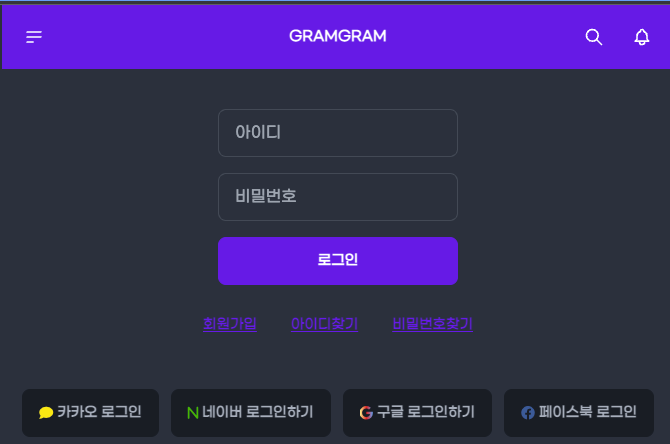 GRAMGRAM
아이디
비밀번호
로그인
회원가입 아이디찾기 비밀번호찾기
카카오 로그인 네이버 로그인하기 구글 로그인하기 페이스북 로그인